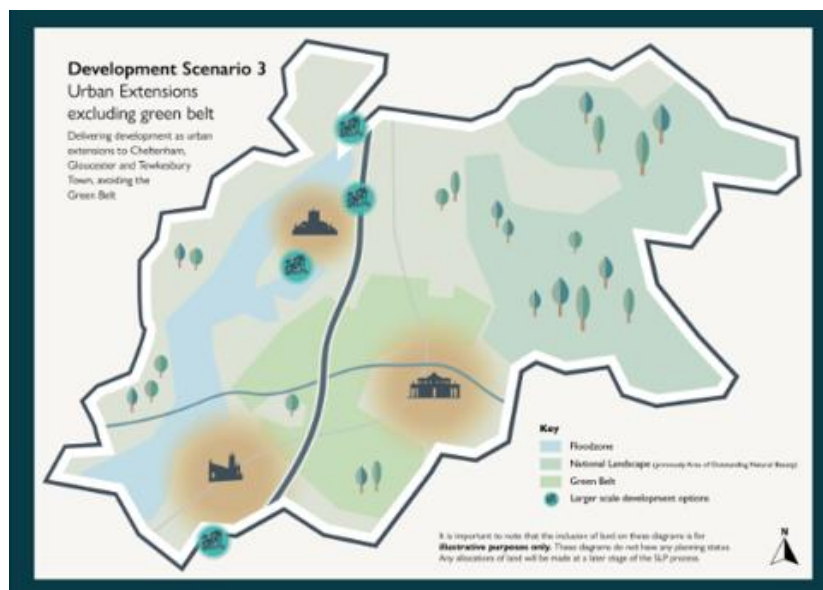 Development Scenario 3
Urban Extensions
excluding green belt
Delivering development as urban
extensions to Cheltenham,
Gloucester and Tewkesbury
Town, avoiding the
Green Belt
Key
Floodzone
National Landscape (previously Area of Outstanding Natural Beauty)
Green Belt
Larger scale development options
It is important to note that the inclusion of land on these diagrams is for
illustrative purposes only. These diagrams do not have any planning status.
Any allocations of land will be made at a later stage of the SLP process.
N